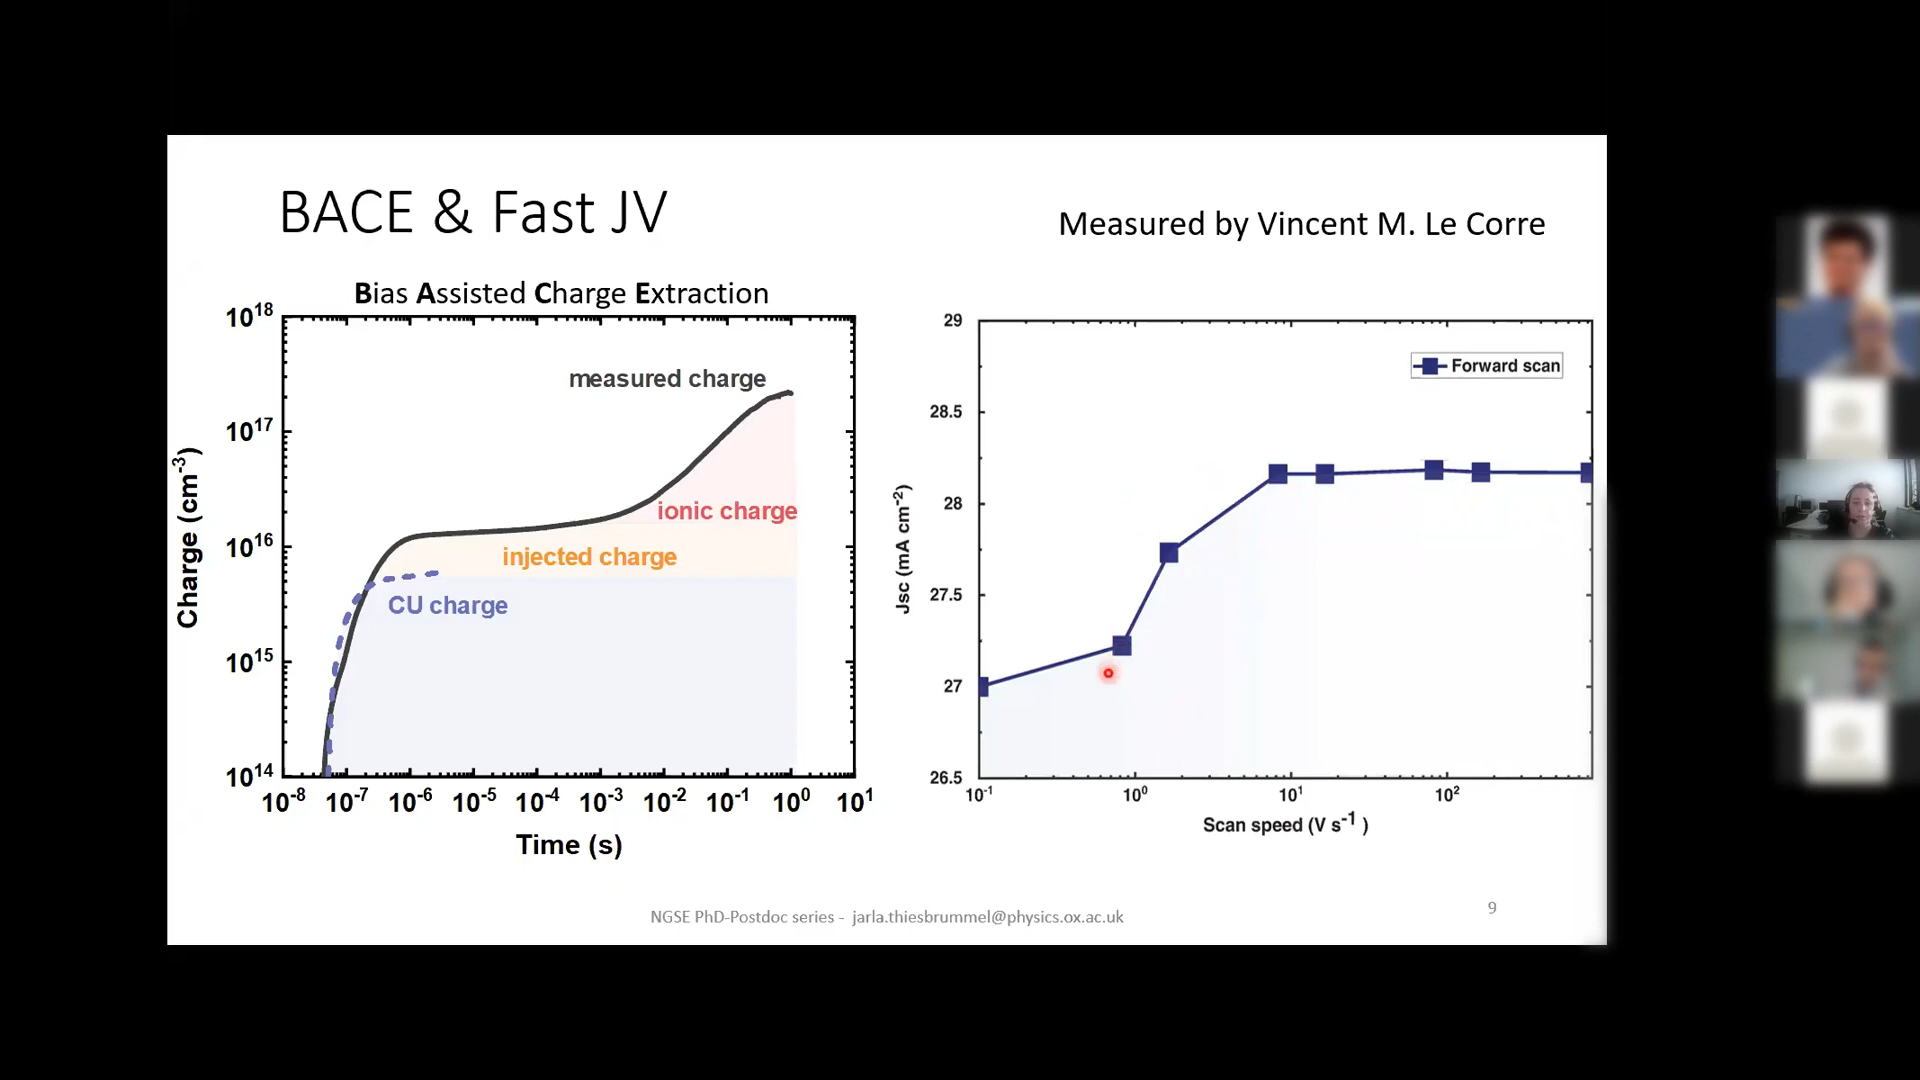 BACE & Fast JV
Measured by Vincent M. Le Corre
Bias Assisted Charge Extraction
10^18
10^17
10^16
10^15
10^14
Charge (cm^-3)
measured charge
ionic charge
injected charge
CU charge
10^-8 10^-7 10^-6 10^-5 10^-4 10^-3 10^-2 10^-1 10^0 10^1
Time (s)
29
28.5
28
27.5
27
26.5
Jsc (mA cm^-2)
Forward scan
10^-1 10^0 10^1 10^2
Scan speed (V s^-1 )
NGSE PhD-Postdoc series - jarla.thiesbrummel@physics.ox.ac.uk
9